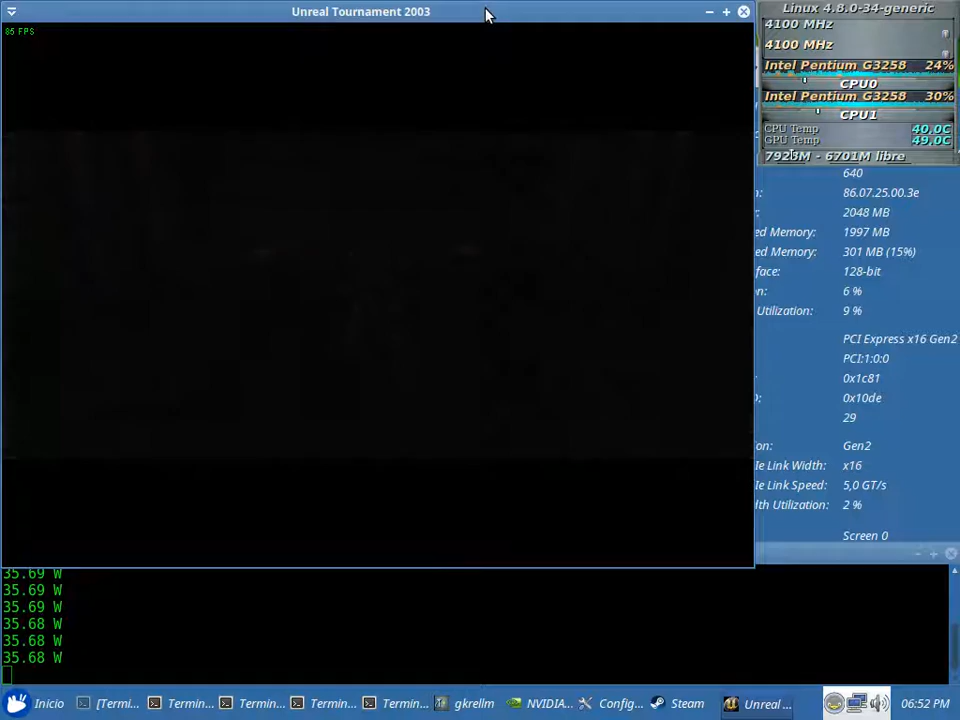 Unreal Tournament 2003
85 FPS
Linux 4.8.0-34-generic
4100 MHz
4100 MHz
Intel Pentium G3258 24%
CPU0
Intel Pentium G3258 30%
CPU1
CPU Temp 40.0C
GPU Temp 49.0C
7923M - 6701M libre
640
n: 86.07.25.00.3e
: 2048 MB
ed Memory: 1997 MB
ed Memory: 301 MB (15%)
face: 128-bit
on: 6 %
Utilization: 9 %
PCI Express x16 Gen2
PCI:1:0:0
: 0x1c81
D: 0x10de
29
on: Gen2
Ie Link Width: x16
Ie Link Speed: 5,0 GT/s
lth Utilization: 2 %
Screen 0
35.69 W
35.69 W
35.69 W
35.68 W
35.68 W
35.68 W
Inicio [Termi... Termin... Termin... Termin... Termin... gkrellm NVIDIA... Config... Steam Unreal ... 06:52 PM